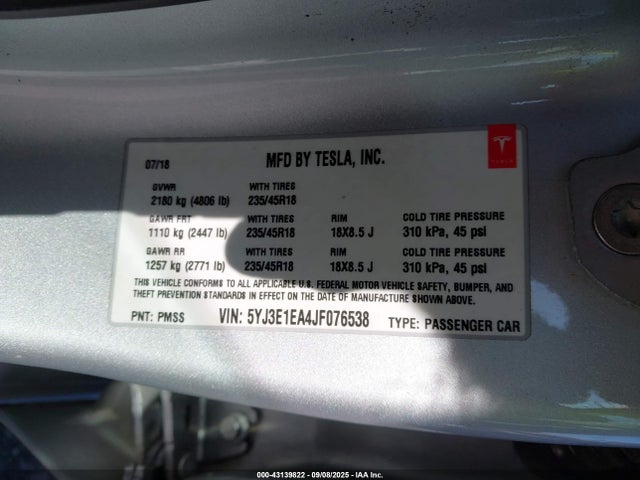 07/18 MFD BY TESLA, INC.
TESLA
GVWR WITH TIRES
2180 kg (4806 lb) 235/45R18
GAWR FRT WITH TIRES RIM COLD TIRE PRESSURE
1110 kg (2447 lb) 235/45R18 18X8.5 J 310 kPa, 45 psi
GAWR RR WITH TIRES RIM COLD TIRE PRESSURE
1257 kg (2771 lb) 235/45R18 18X8.5 J 310 kPa, 45 psi
THIS VEHICLE CONFORMS TO ALL APPLICABLE U.S. FEDERAL MOTOR VEHICLE SAFETY, BUMPER, AND
THEFT PREVENTION STANDARDS IN EFFECT ON THE DATE OF MANUFACTURE SHOWN ABOVE.
PNT: PMSS VIN: 5YJ3E1EA4JF076538 TYPE: PASSENGER CAR
000-43139822 - 09/08/2025 - IAA Inc.